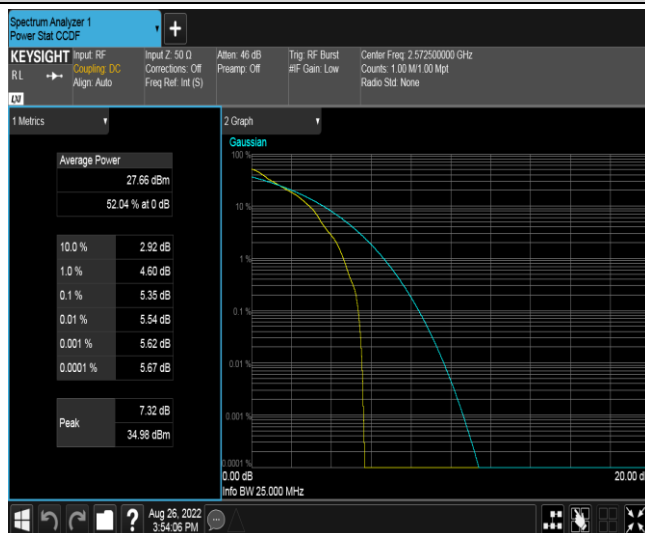 Spectrum Analyzer 1
Power Stat CCDF
KEYSIGHT
RL
LXI
Input: RF
Coupling: DC
Align: Auto
Input Z: 50 Ω
Corrections: Off
Freq Ref: Int (S)
Atten: 46 dB
Preamp: Off
Trig: RF Burst
#IF Gain: Low
Center Freq: 2.572500000 GHz
Counts: 1.00 M/1.00 Mpt
Radio Std: None
1 Metrics
Average Power
27.66 dBm
52.04 % at 0 dB
10.0 % 2.92 dB
1.0 % 4.60 dB
0.1 % 5.35 dB
0.01 % 5.54 dB
0.001 % 5.62 dB
0.0001 % 5.67 dB
Peak
7.32 dB
34.98 dBm
2 Graph
Gaussian
100 %
10 %
1 %
0.1 %
0.01 %
0.001 %
0.0001 %
0.00 dB
20.00 d
Info BW 25.000 MHz
?
Aug 26, 2022
3:54:06 PM